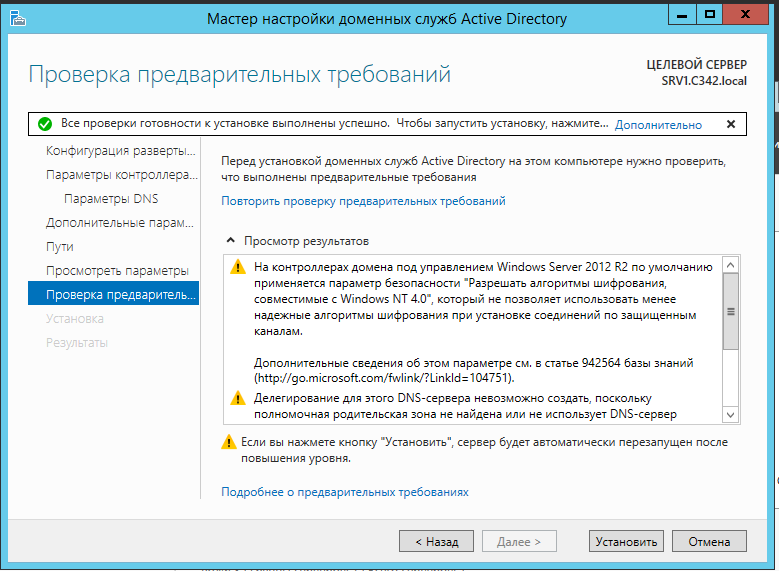 Мастер настройки доменных служб Active Directory
Проверка предварительных требований
ЦЕЛЕВОЙ СЕРВЕР
SRV1.C342.local
Все проверки готовности к установке выполнены успешно. Чтобы запустить установку, нажмите... Дополнительно
Конфигурация разверты...
Параметры контроллера...
Параметры DNS
Дополнительные парам...
Пути
Просмотреть параметры
Проверка предваритель...
Установка
Результаты
Перед установкой доменных служб Active Directory на этом компьютере нужно проверить,
что выполнены предварительные требования
Повторить проверку предварительных требований
Просмотр результатов
На контроллерах домена под управлением Windows Server 2012 R2 по умолчанию
применяется параметр безопасности "Разрешать алгоритмы шифрования,
совместимые с Windows NT 4.0", который не позволяет использовать менее
надежные алгоритмы шифрования при установке соединений по защищенным
каналам.
Дополнительные сведения об этом параметре см. в статье 942564 базы знаний
(http://go.microsoft.com/fwlink/?LinkId=104751).
Делегирование для этого DNS-сервера невозможно создать, поскольку
полномочная родительская зона не найдена или не использует DNS-сервер
Если вы нажмете кнопку "Установить", сервер будет автоматически перезапущен после
повышения уровня.
Подробнее о предварительных требованиях
< Назад
Далее >
Установить
Отмена